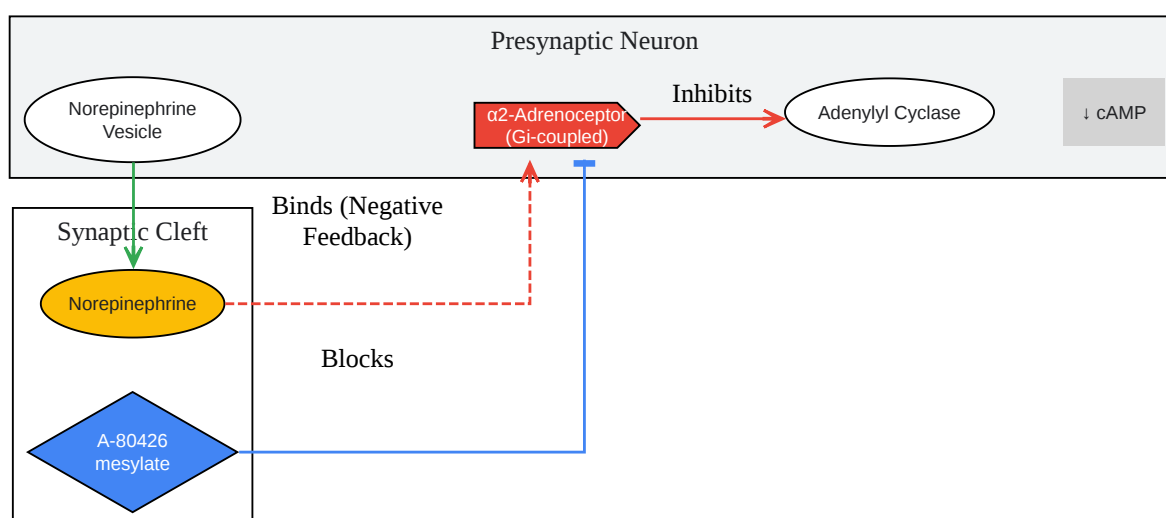 Presynaptic Neuron
Norepinephrine
Vesicle
α2-Adrenoceptor
(Gi-coupled)
Inhibits
Adenylyl Cyclase
↓ cAMP
Synaptic Cleft
Binds (Negative
Feedback)
Norepinephrine
Blocks
A-80426
mesylate